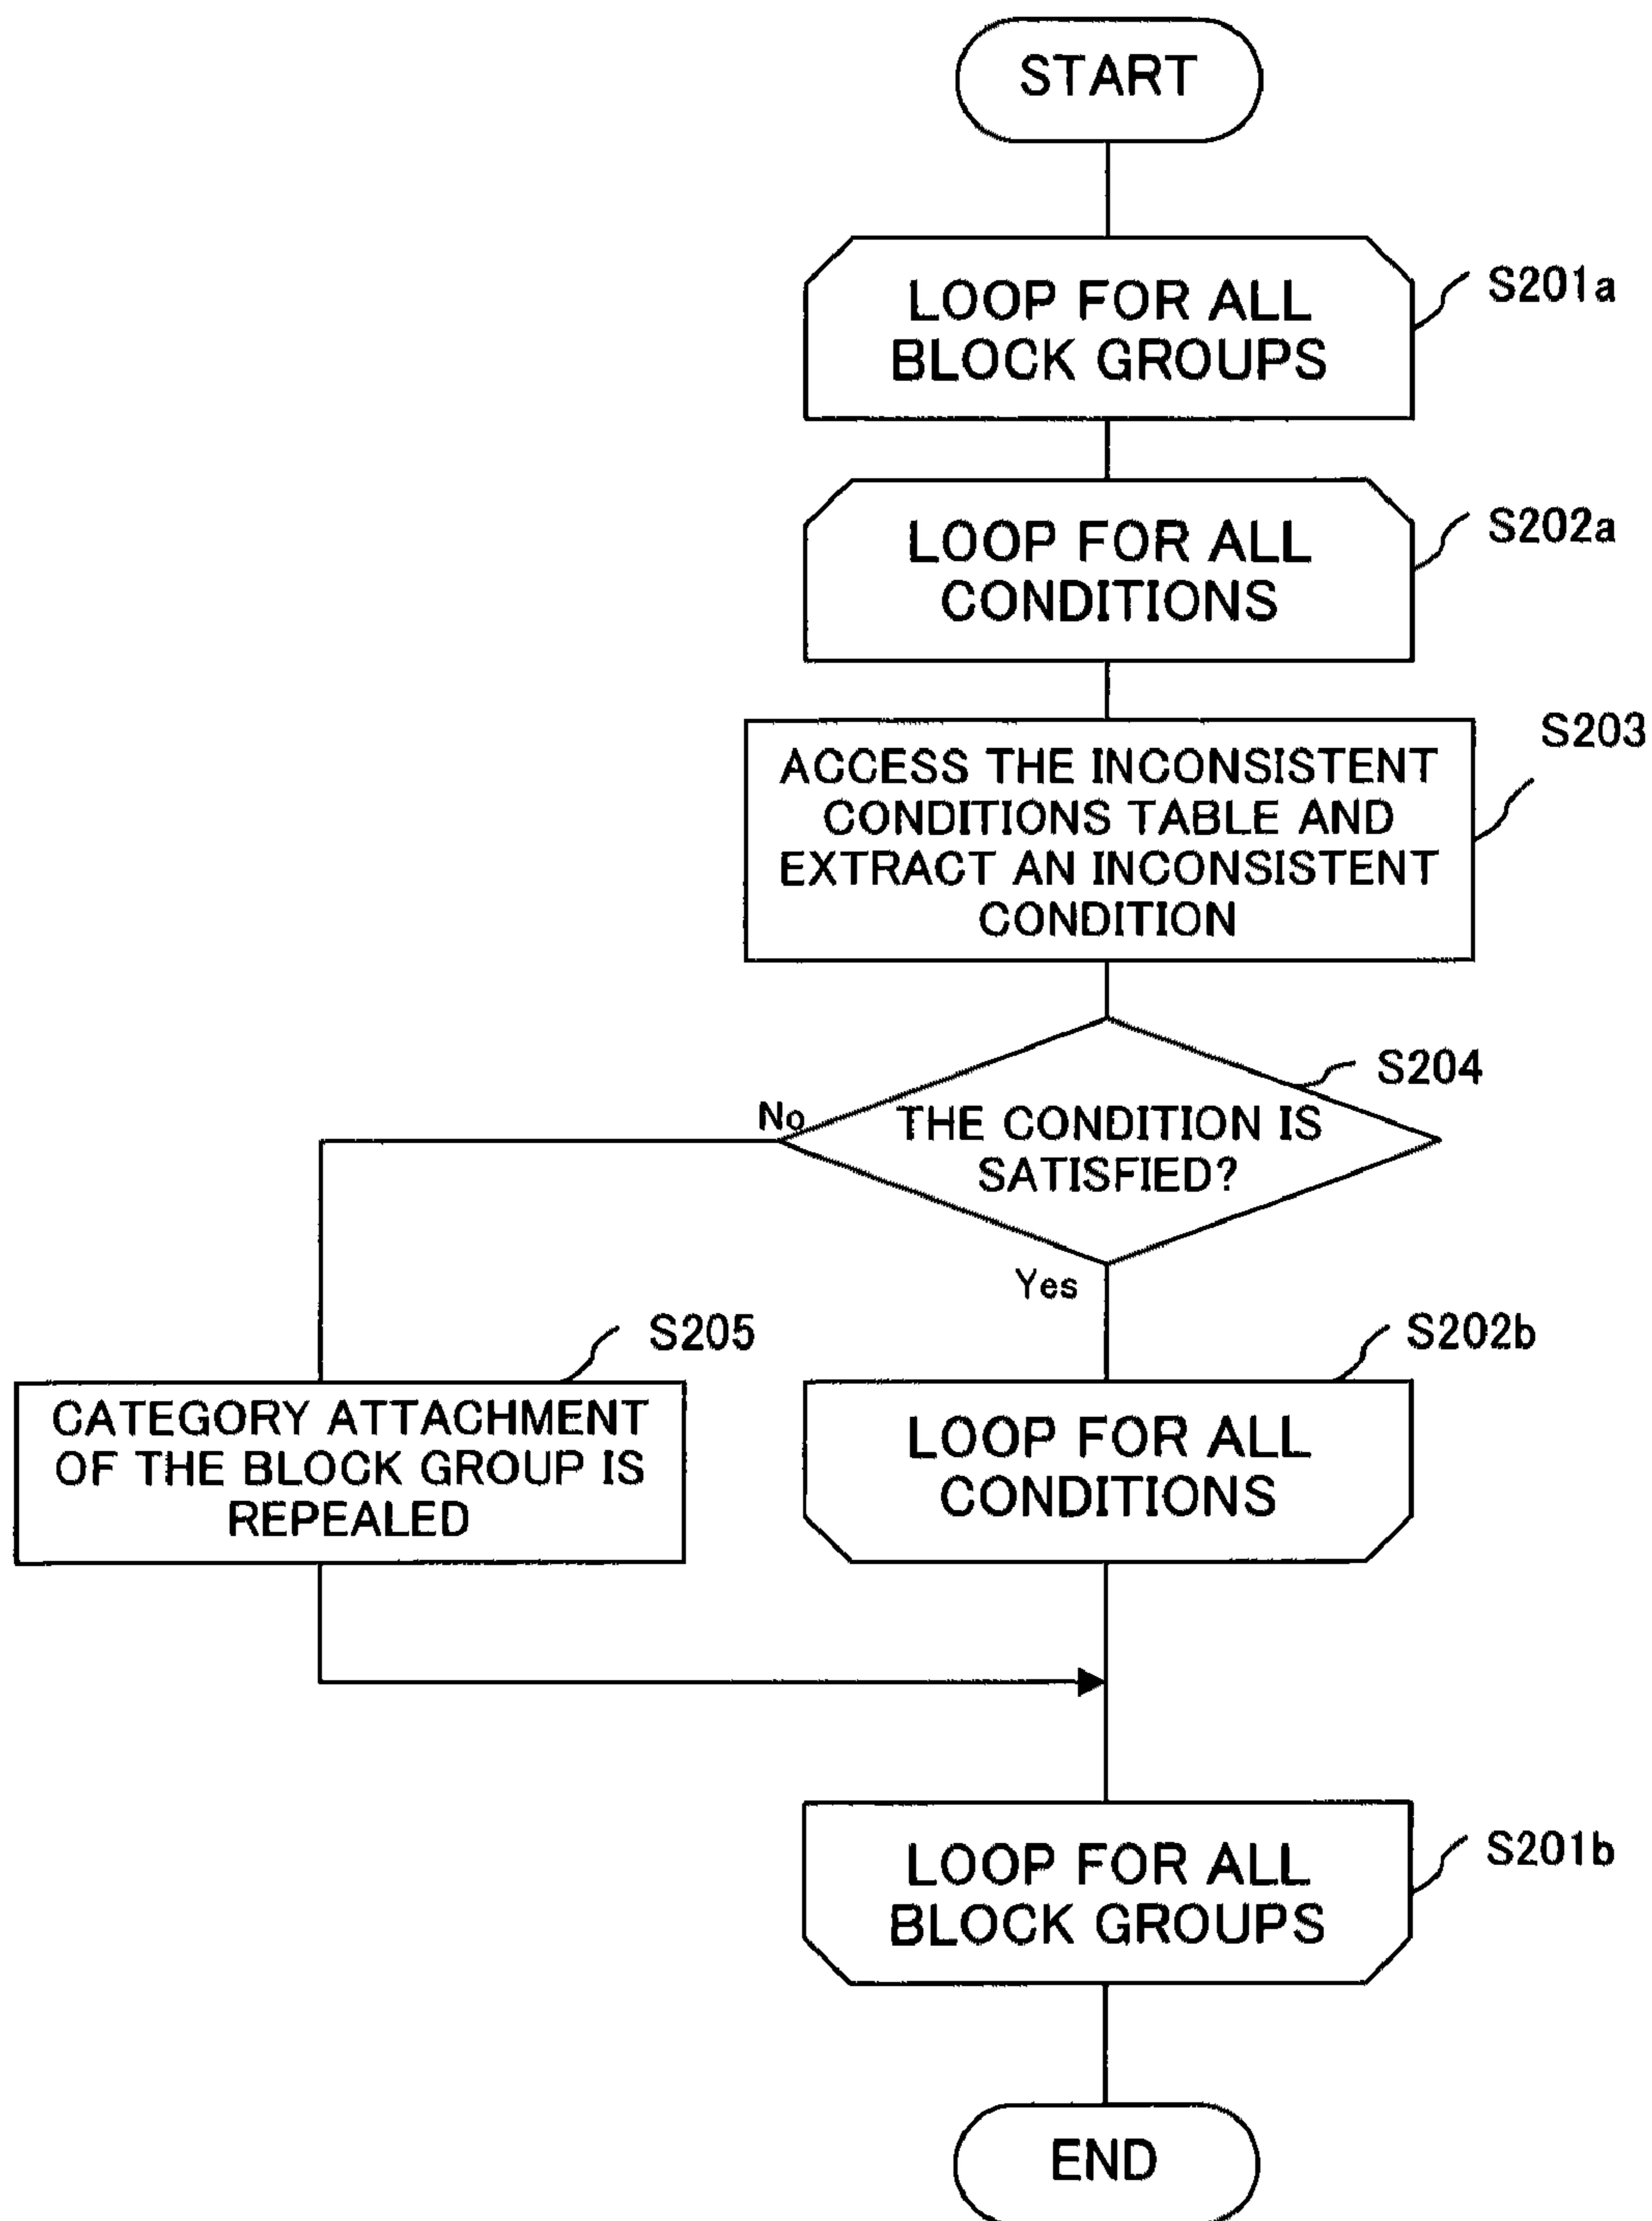 START
LOOP FOR ALL
BLOCK GROUPS
S201a
LOOP FOR ALL
CONDITIONS
S202a
ACCESS THE INCONSISTENT
CONDITIONS TABLE AND
EXTRACT AN INCONSISTENT
CONDITION
S203
THE CONDITION IS
SATISFIED?
S204
No
Yes
CATEGORY ATTACHMENT
OF THE BLOCK GROUP IS
REPEALED
S205
LOOP FOR ALL
CONDITIONS
S202b
LOOP FOR ALL
BLOCK GROUPS
S201b
END